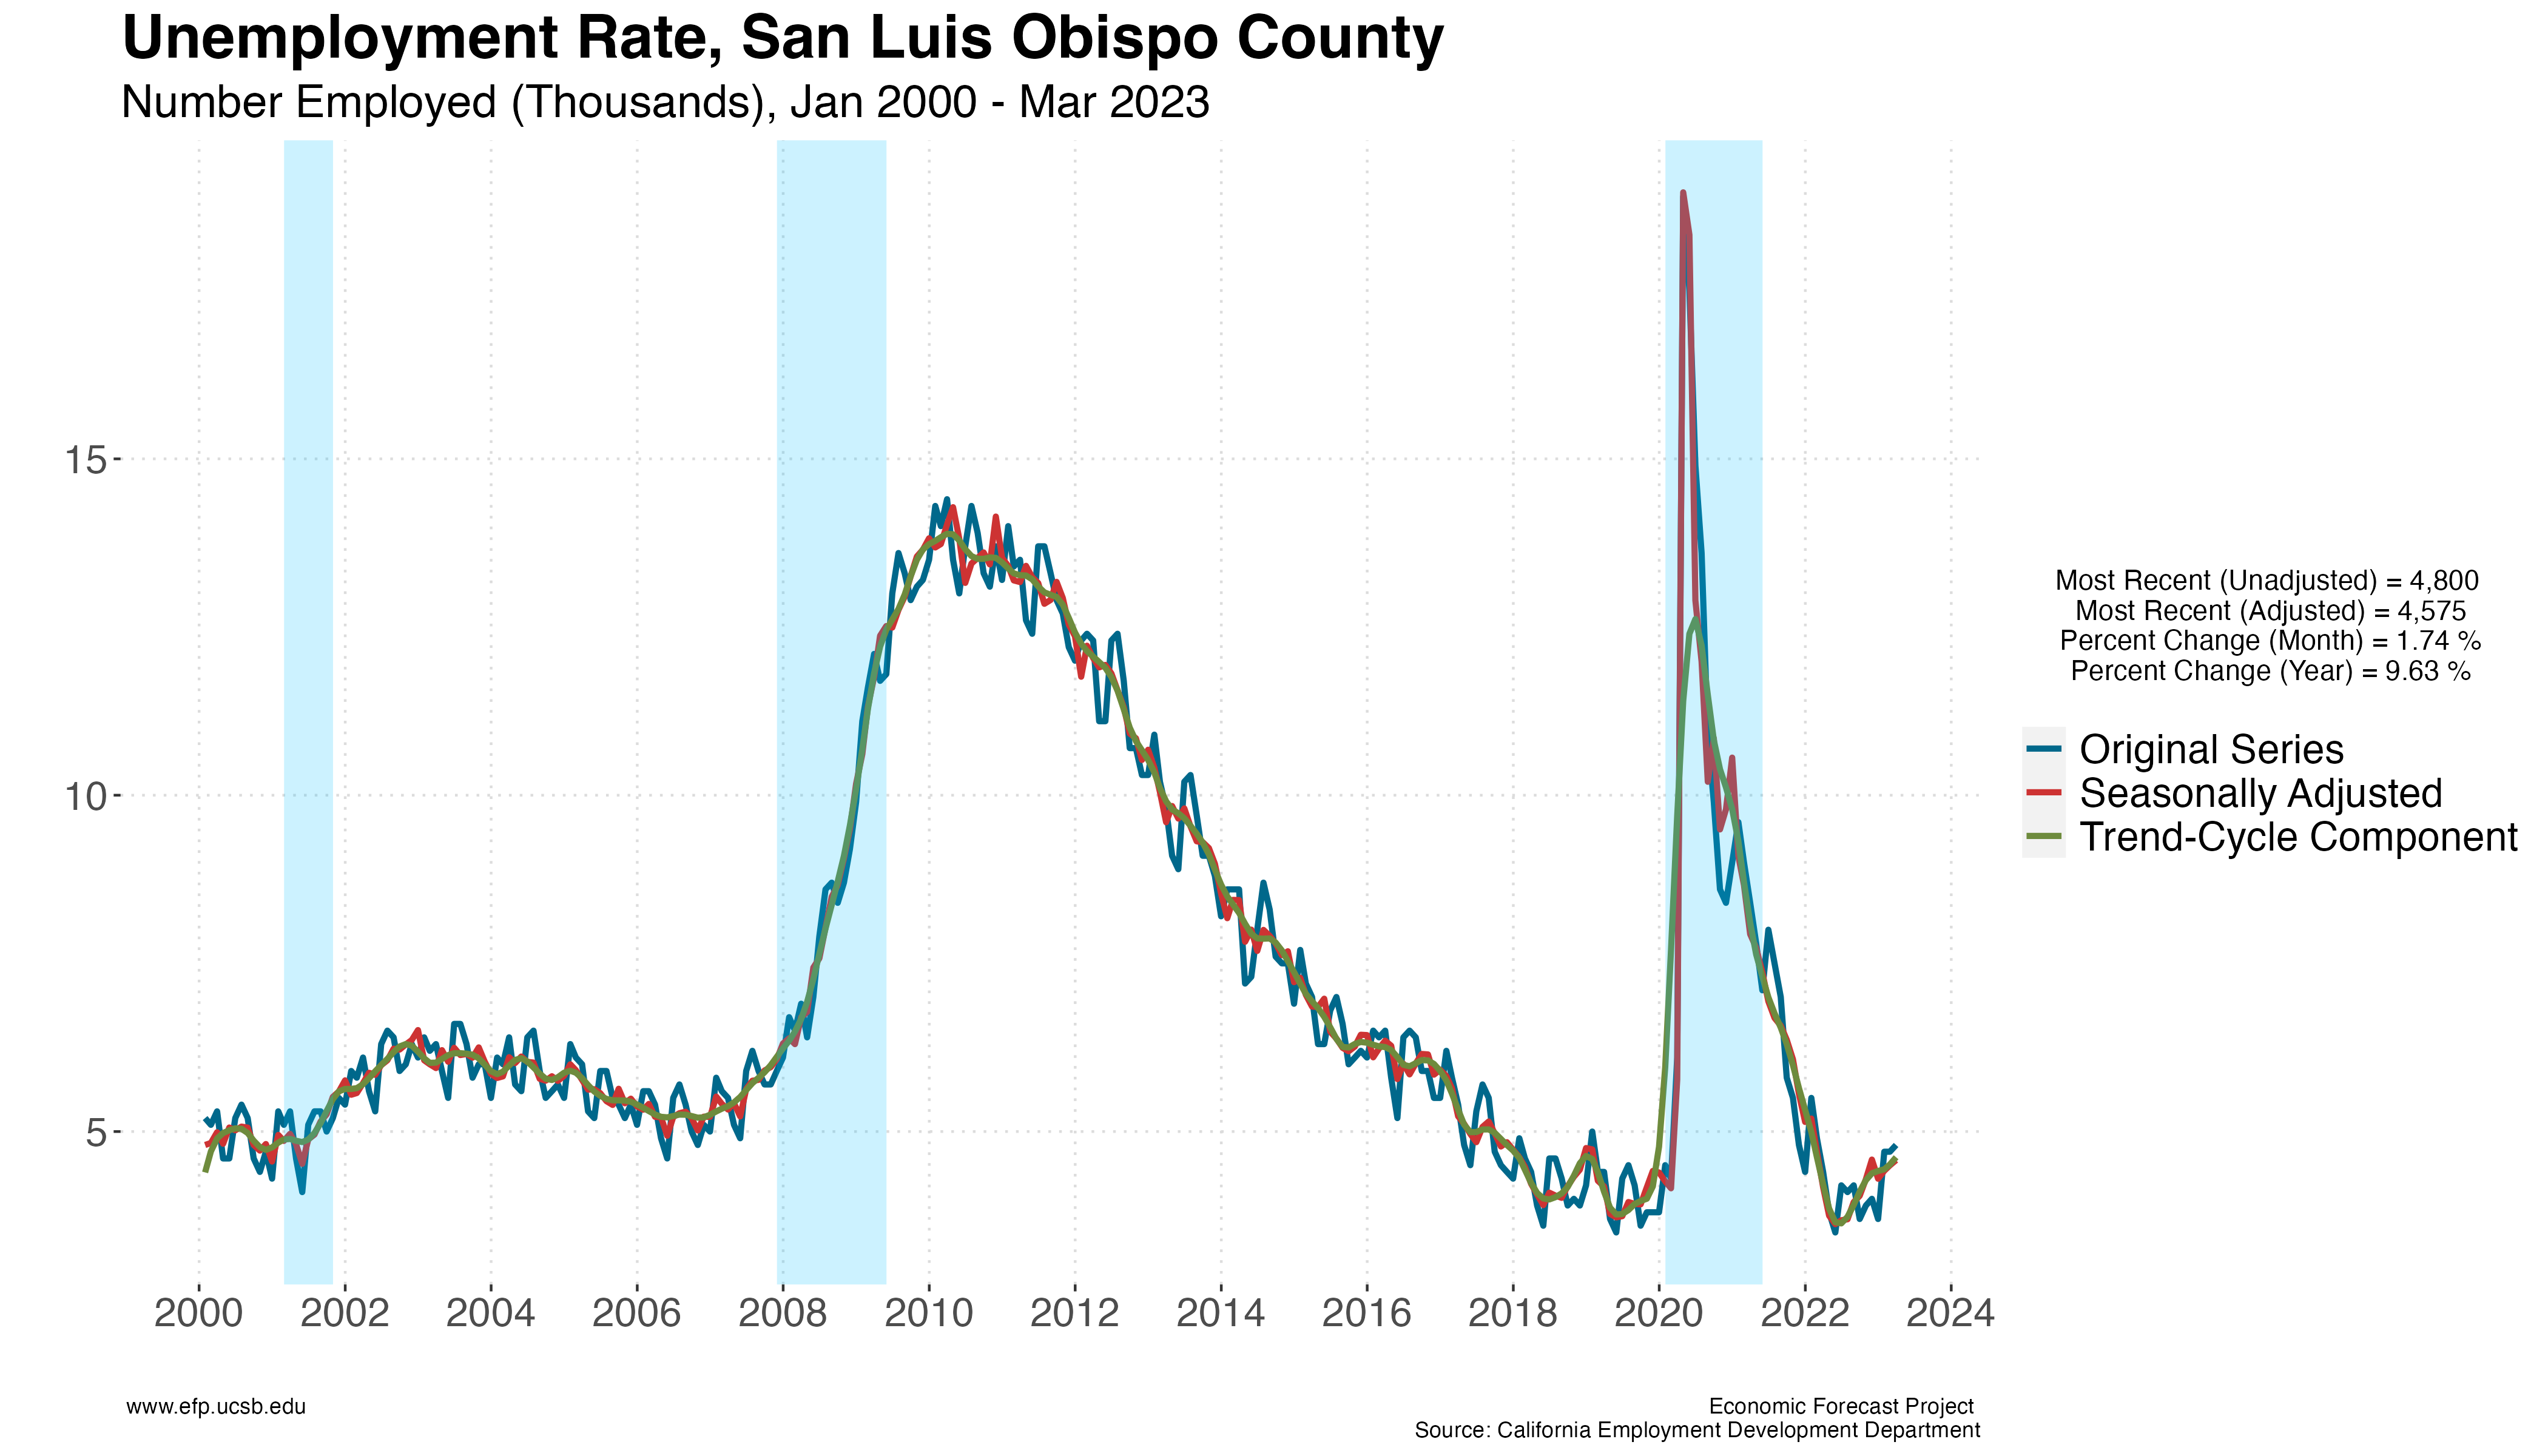 Unemployment Rate, San Luis Obispo County
Number Employed (Thousands), Jan 2000 - Mar 2023
15
10
5
2000 2002 2004 2006 2008 2010 2012 2014 2016 2018 2020 2022 2024
Most Recent (Unadjusted) = 4,800
Most Recent (Adjusted) = 4,575
Percent Change (Month) = 1.74 %
Percent Change (Year) = 9.63 %
Original Series
Seasonally Adjusted
Trend-Cycle Component
www.efp.ucsb.edu
Economic Forecast Project
Source: California Employment Development Department